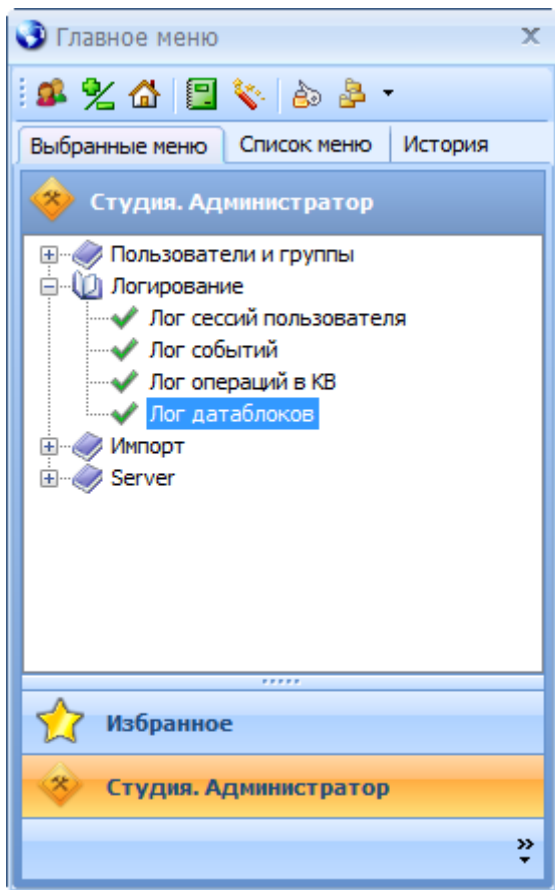 Главное меню
Выбранные меню Список меню История
Студия. Администратор
Пользователи и группы
Логирование
Лог сессий пользователя
Лог событий
Лог операций в КВ
Лог датаблоков
Импорт
Server
Избранное
Студия. Администратор